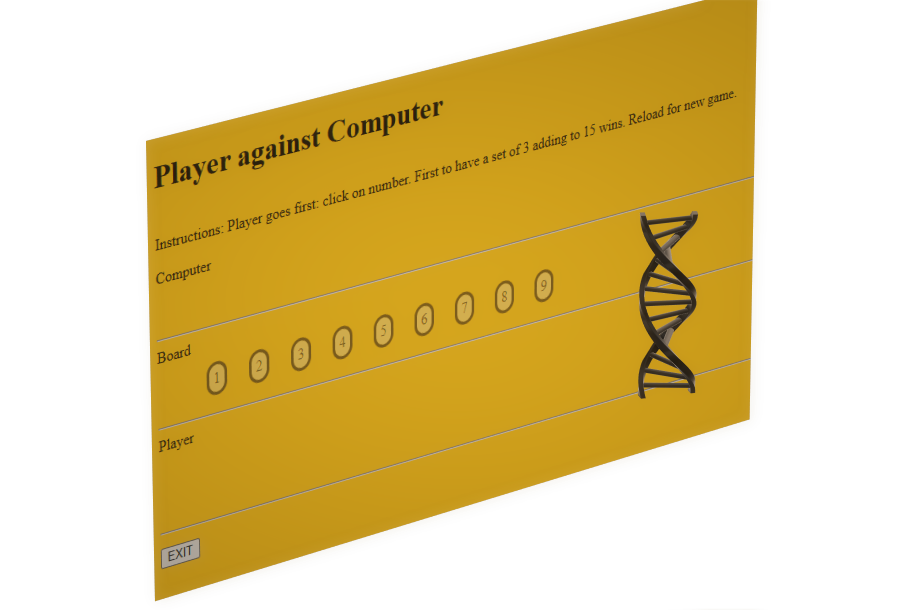 Player against Computer
Instructions: Player goes first: click on number. First to have a set of 3 adding to 15 wins. Reload for new game.
Computer
Board
1 2 3 4 5 6 7 8 9
Player
EXIT